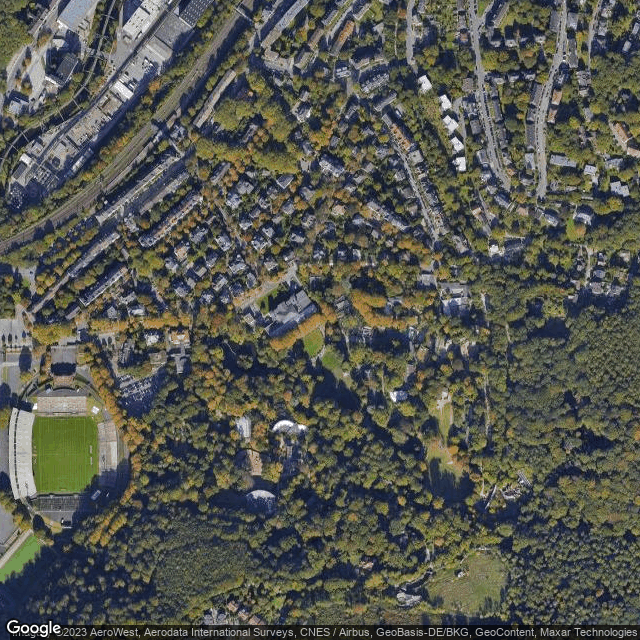 Google ©2023 AeroWest, Aerodata International Surveys, CNES / Airbus, GeoBasis-DE/BKG, GeoContent, Maxar Technologies